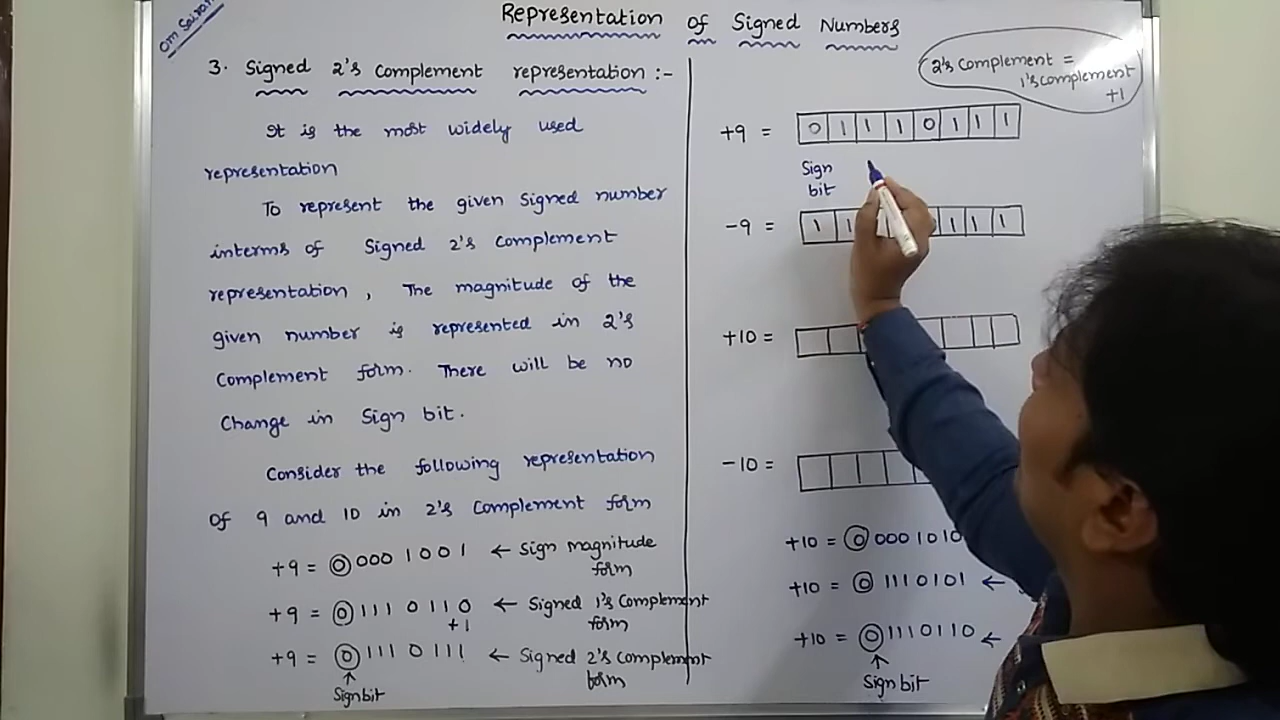 Om Sairam
Representation of Signed Numbers
3. Signed 2's Complement representation :-
It is the most widely used
representation
To represent the given Signed number
interms of Signed 2's Complement
representation, The magnitude of the
given number is represented in 2's
Complement form. There will be no
Change in Sign bit.
Consider the following representation
of 9 and 10 in 2's Complement form
+9 = 0 000 1001 ← Sign magnitude
form
+9 = 0 111 0110 ← Signed 1's Complement
+1 form
+9 = 0 111 0111 ← Signed 2's Complement
form
↑
Sign bit
2's Complement =
1's complement
+1
+9 = 0 1 1 1 0 1 1 1
Sign
bit
-9 = 1 1 1 1 1
+10 =
-10 =
+10 = 0 000 1010
+10 = 0 1110101 ←
+10 = 0 1110110 ←
↑
Sign bit